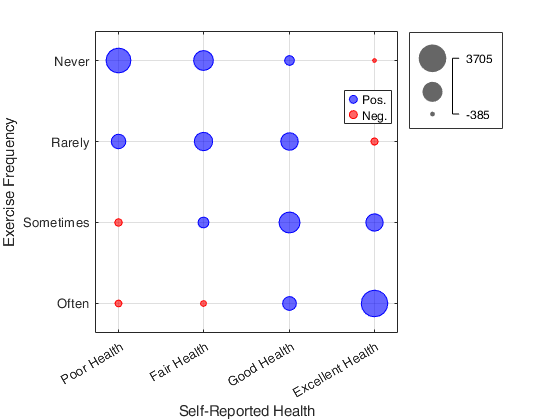 Never
Rarely
Sometimes
Often
Exercise Frequency
Poor Health
Fair Health
Good Health
Excellent Health
Self-Reported Health
Pos.
Neg.
3705
-385